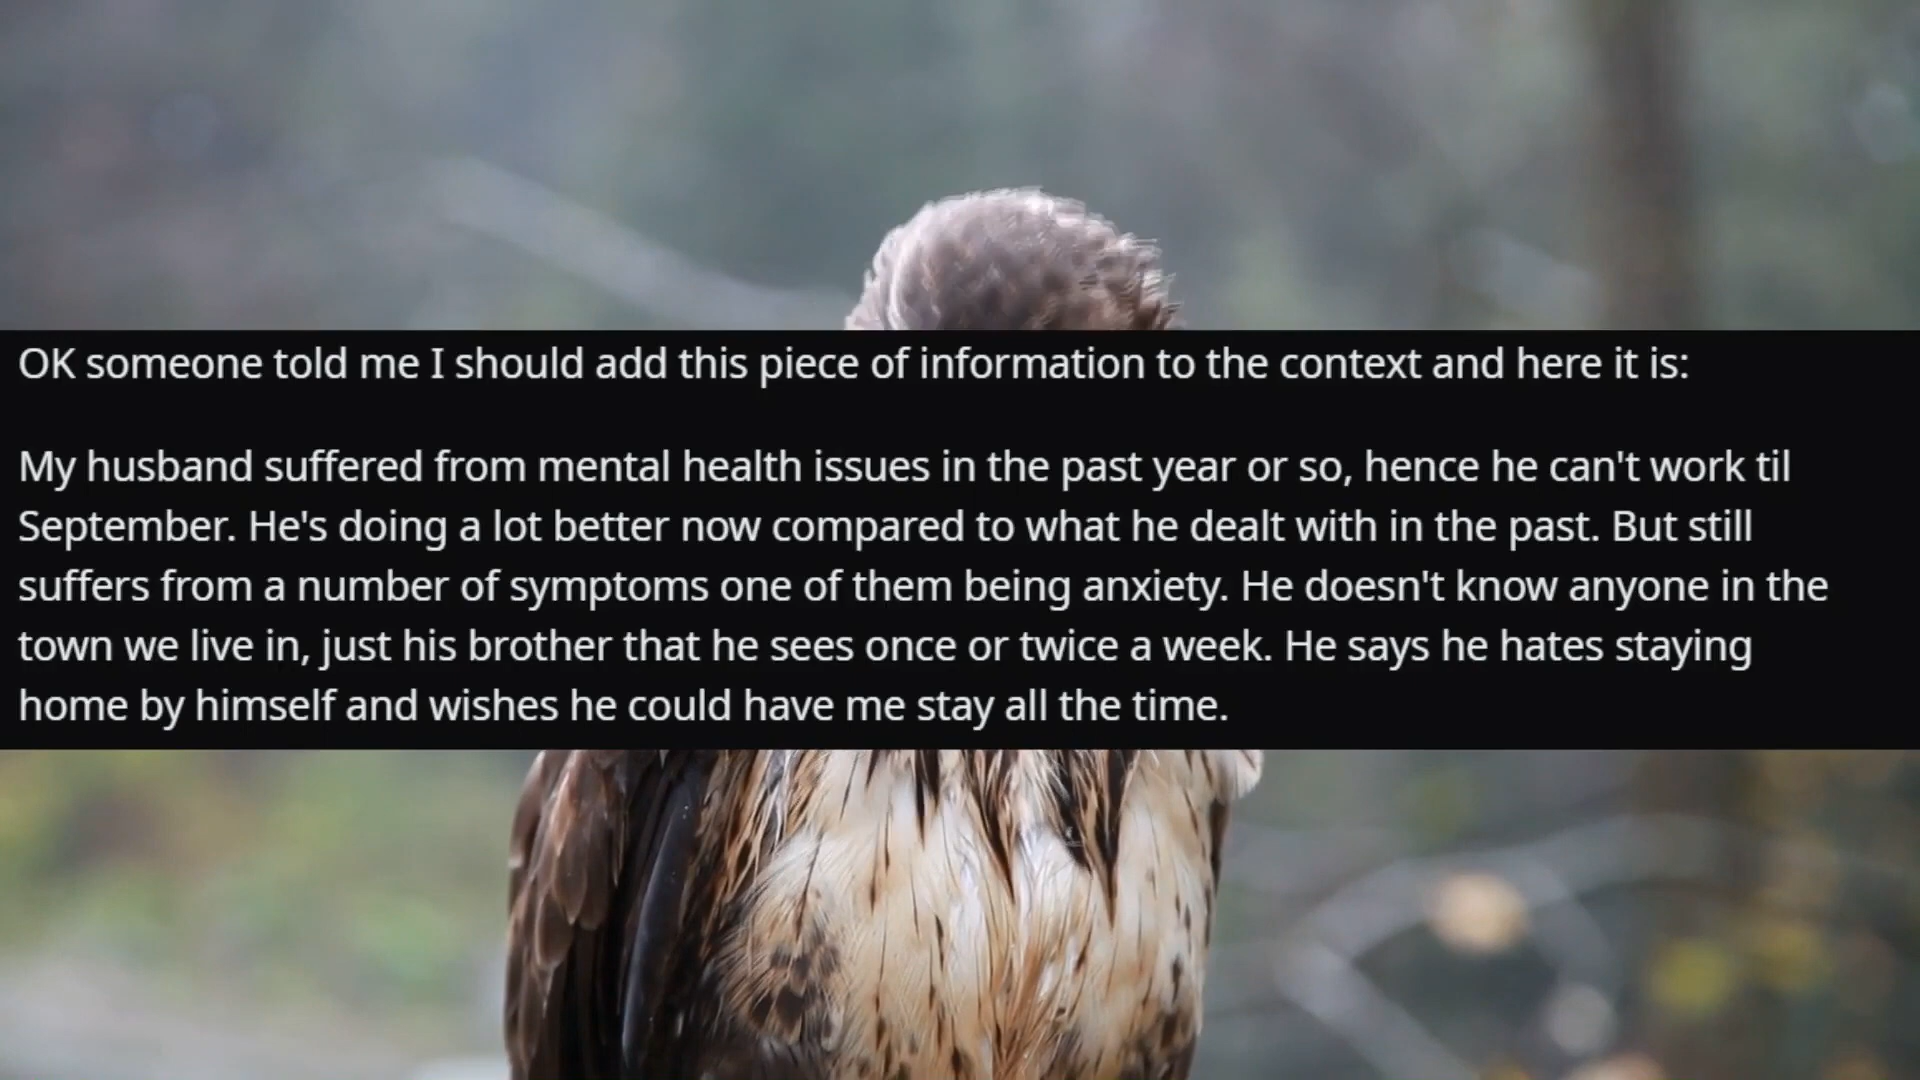 OK someone told me I should add this piece of information to the context and here it is:
My husband suffered from mental health issues in the past year or so, hence he can't work til
September. He's doing a lot better now compared to what he dealt with in the past. But still
suffers from a number of symptoms one of them being anxiety. He doesn't know anyone in the
town we live in, just his brother that he sees once or twice a week. He says he hates staying
home by himself and wishes he could have me stay all the time.